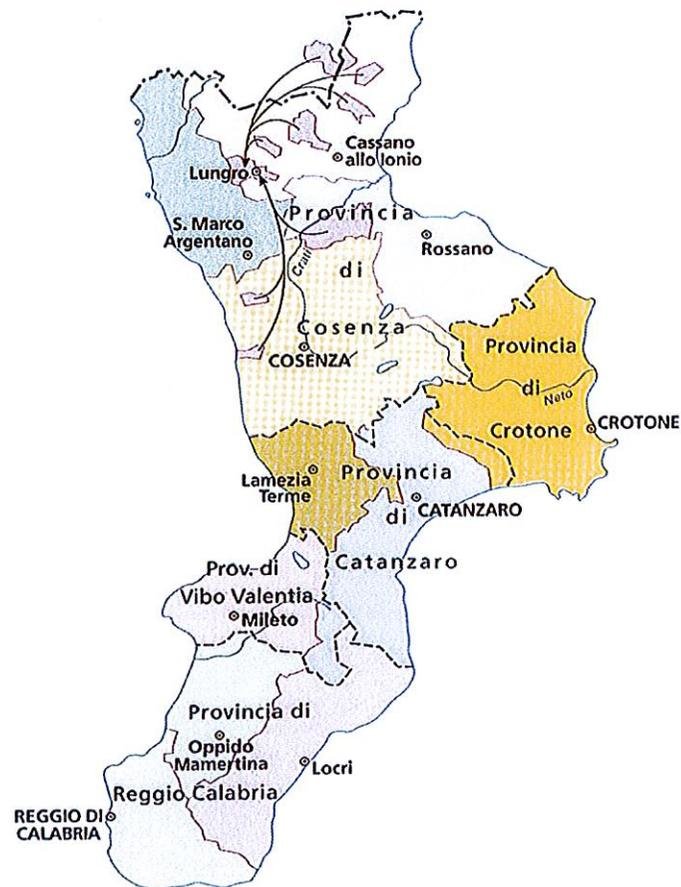 Cassano
allo Ionio
Lungro
Provincia
S. Marco
Argentano
Rossano
Crati
di
Cosenza
COSENZA
Provincia
di
Neto
Crotone
CROTONE
Lamezia
Terme
Provincia
di
CATANZARO
Catanzaro
Prov. di
Vibo Valentia
Mileto
Provincia di
Oppido
Mamertina
Locri
Reggio Calabria
REGGIO DI
CALABRIA